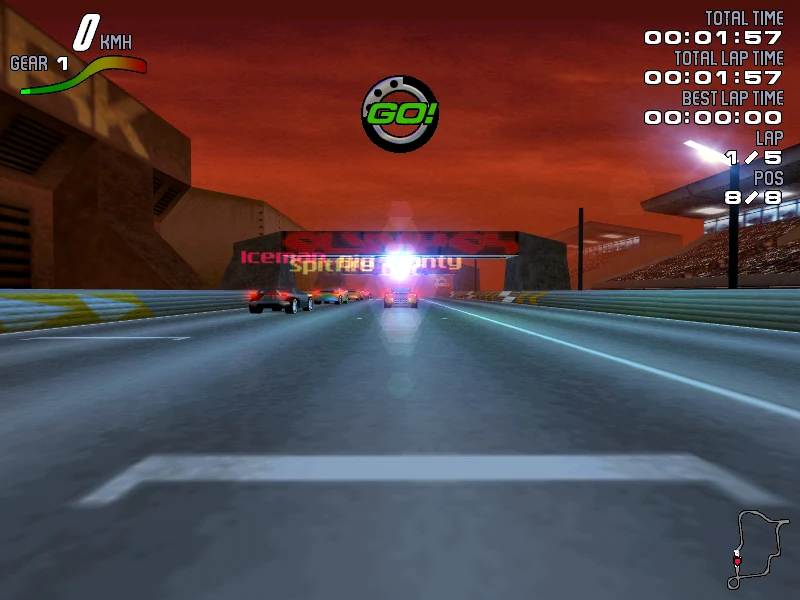 0 KMH
GEAR 1
GO!
TOTAL TIME
00:01:57
TOTAL LAP TIME
00:01:57
BEST LAP TIME
00:00:00
LAP
1/5
POS
8/8
Iceman
Spitfire
Big